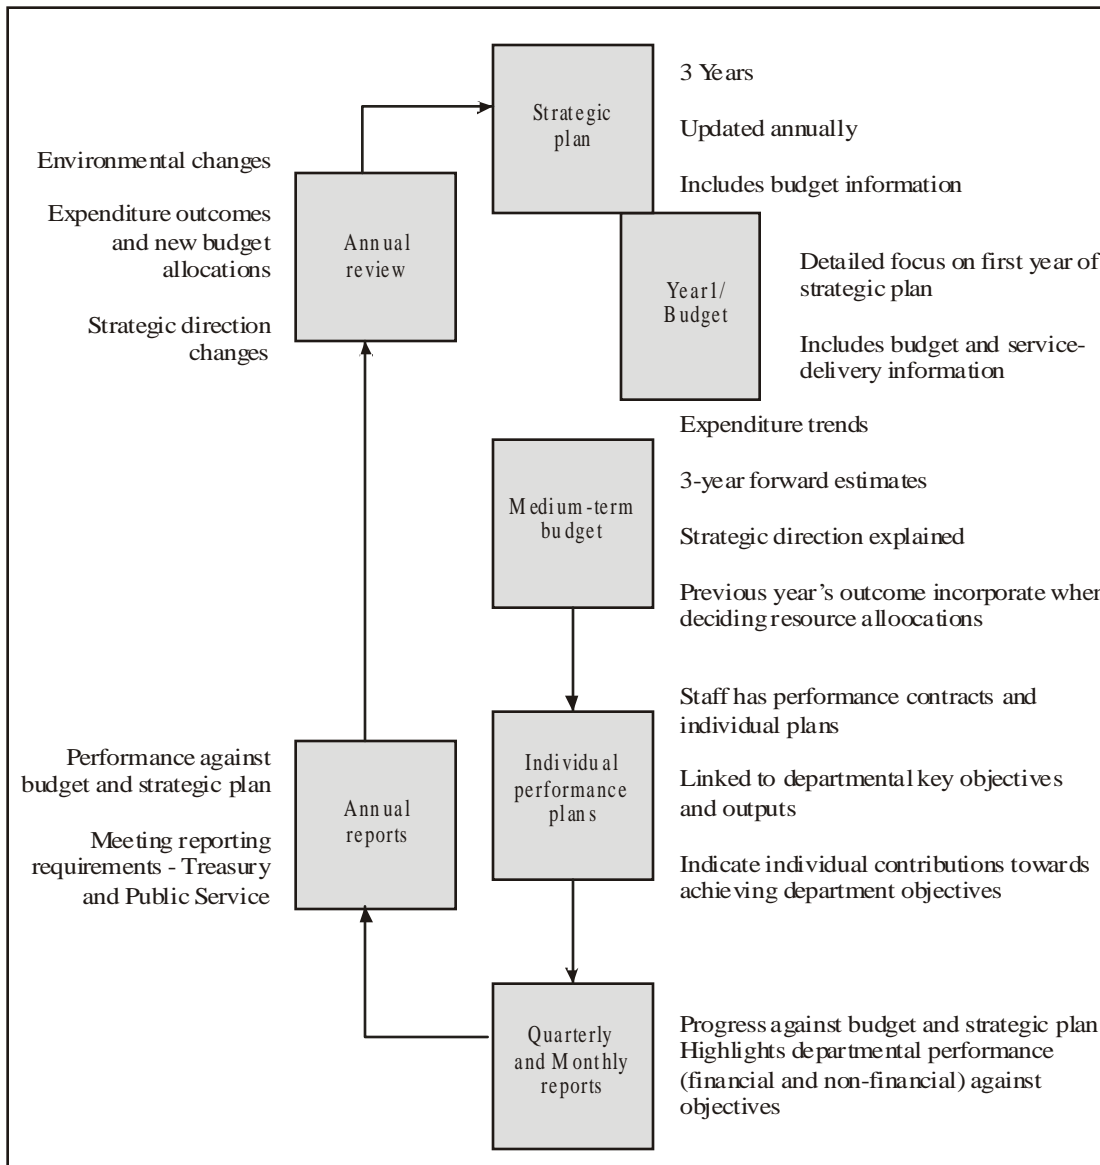 Strategic
plan
3 Years
Updated annually
Includes budget information
Environmental changes
Expenditure outcomes
and new budget
allocations
Strategic direction
changes
Annual
review
Year1/
Budget
Detailed focus on first year of
strategic plan
Includes budget and service-
delivery information
Medium-term
budget
Expenditure trends
3-year forward estimates
Strategic direction explained
Previous year's outcome incorporate when
deciding resource alloocations
Individual
performance
plans
Staff has performance contracts and
individual plans
Linked to departmental key objectives
and outputs
Indicate individual contributions towards
achieving department objectives
Performance against
budget and strategic plan
Meeting reporting
requirements - Treasury
and Public Service
Annual
reports
Quarterly
and Monthly
reports
Progress against budget and strategic plan
Highlights departmental performance
(financial and non-financial) against
objectives